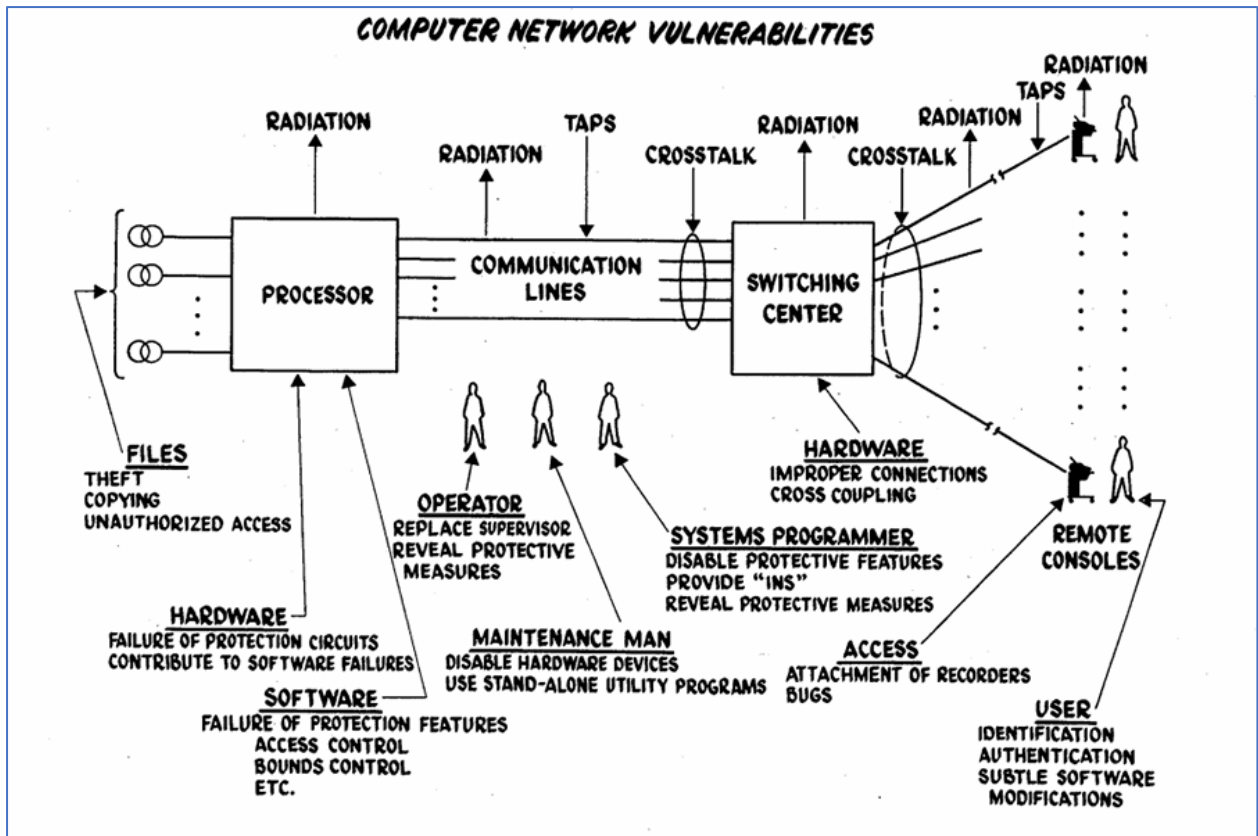 COMPUTER NETWORK VULNERABILITIES
RADIATION
TAPS
RADIATION
RADIATION
TAPS
RADIATION
RADIATION
CROSSTALK
CROSSTALK
PROCESSOR
COMMUNICATION
LINES
SWITCHING
CENTER
FILES
THEFT
COPYING
UNAUTHORIZED ACCESS
OPERATOR
REPLACE SUPERVISOR
REVEAL PROTECTIVE
MEASURES
HARDWARE
IMPROPER CONNECTIONS
CROSS COUPLING
SYSTEMS PROGRAMMER
DISABLE PROTECTIVE FEATURES
PROVIDE "INS"
REVEAL PROTECTIVE MEASURES
REMOTE
CONSOLES
HARDWARE
FAILURE OF PROTECTION CIRCUITS
CONTRIBUTE TO SOFTWARE FAILURES
MAINTENANCE MAN
DISABLE HARDWARE DEVICES
USE STAND-ALONE UTILITY PROGRAMS
ACCESS
ATTACHMENT OF RECORDERS
BUGS
SOFTWARE
FAILURE OF PROTECTION FEATURES
ACCESS CONTROL
BOUNDS CONTROL
ETC.
USER
IDENTIFICATION
AUTHENTICATION
SUBTLE SOFTWARE
MODIFICATIONS